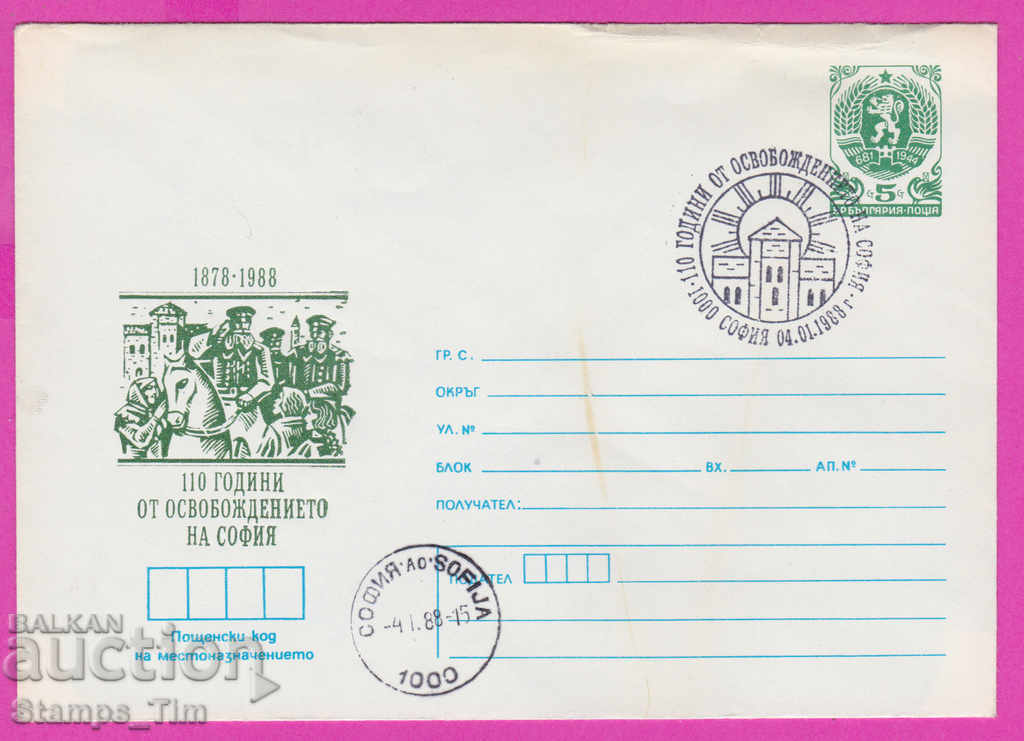 681 1944
5
НР БЪЛГАРИЯ·ПОЩА
110 ГОДИНИ ОТ ОСВОБОЖДЕНИЕТО НА СОФИЯ
1000 СОФИЯ 04.01.1988 г.
1878·1988
110 ГОДИНИ
ОТ ОСВОБОЖДЕНИЕТО
НА СОФИЯ
ГР. С.
ОКРЪГ
УЛ. №
БЛОК ВХ. АП. №
ПОЛУЧАТЕЛ:
ПОДАТЕЛ
Пощенски код
на местоназначението
СОФИЯ·АО·SOFIJA
-4.I.88-15
1000
BALKAN
auction
Stamps_Tim